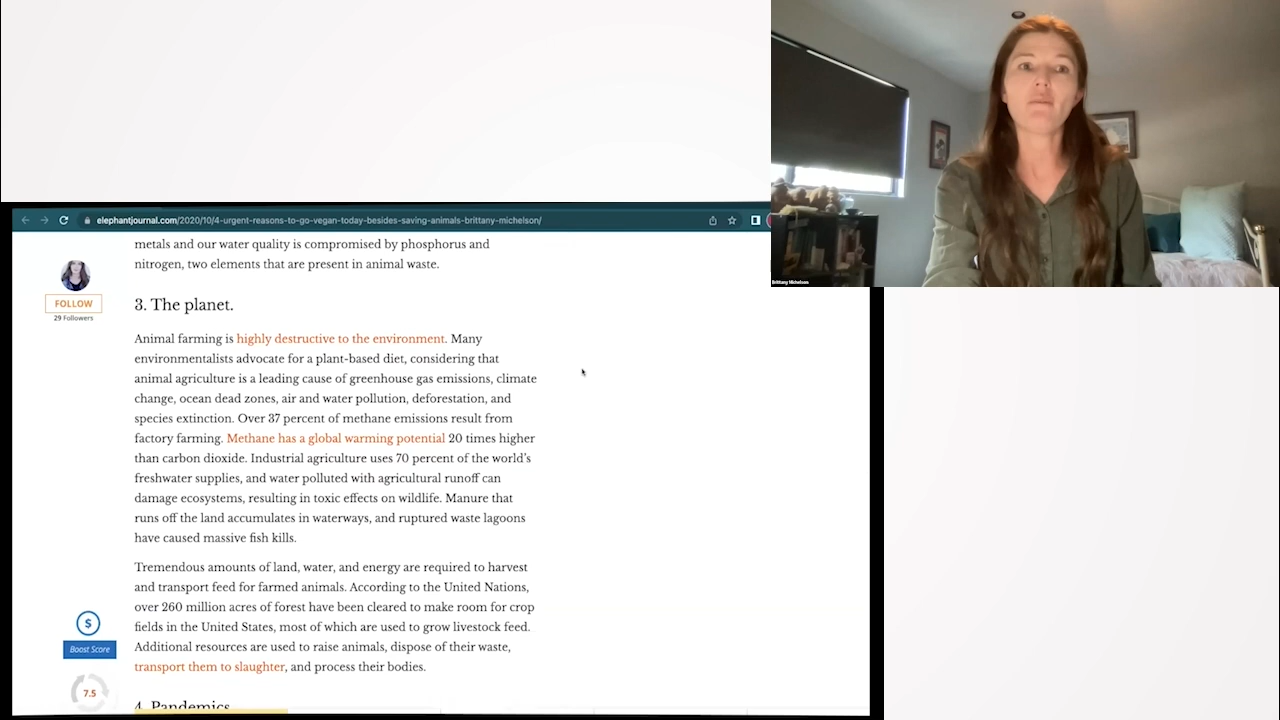 Brittany Michelson
elephantjournal.com/2020/10/4-urgent-reasons-to-go-vegan-today-besides-saving-animals-brittany-michelson/
metals and our water quality is compromised by phosphorus and
nitrogen, two elements that are present in animal waste.
FOLLOW
29 Followers
3. The planet.
Animal farming is highly destructive to the environment. Many
environmentalists advocate for a plant-based diet, considering that
animal agriculture is a leading cause of greenhouse gas emissions, climate
change, ocean dead zones, air and water pollution, deforestation, and
species extinction. Over 37 percent of methane emissions result from
factory farming. Methane has a global warming potential 20 times higher
than carbon dioxide. Industrial agriculture uses 70 percent of the world’s
freshwater supplies, and water polluted with agricultural runoff can
damage ecosystems, resulting in toxic effects on wildlife. Manure that
runs off the land accumulates in waterways, and ruptured waste lagoons
have caused massive fish kills.
Tremendous amounts of land, water, and energy are required to harvest
and transport feed for farmed animals. According to the United Nations,
over 260 million acres of forest have been cleared to make room for crop
fields in the United States, most of which are used to grow livestock feed.
Additional resources are used to raise animals, dispose of their waste,
transport them to slaughter, and process their bodies.
$
Boost Score
7.5
4. Pandemics